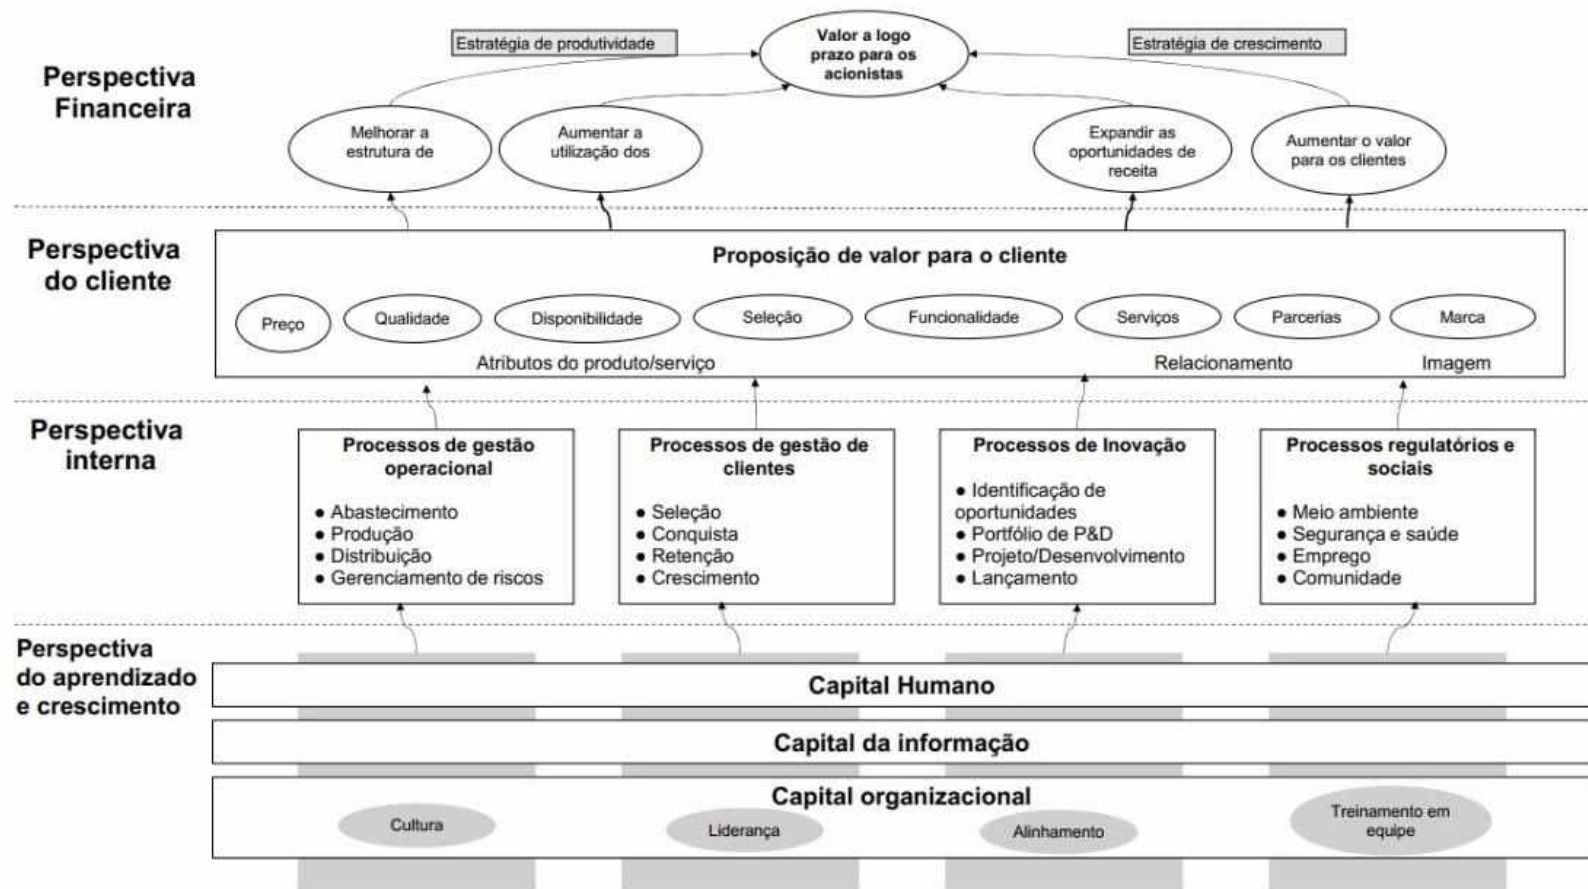 Perspectiva
Financeira
Estratégia de produtividade
Valor a logo
prazo para os
acionistas
Estratégia de crescimento
Melhorar a
estrutura de
Aumentar a
utilização dos
Expandir as
oportunidades de
receita
Aumentar o valor
para os clientes
Perspectiva
do cliente
Proposição de valor para o cliente
Preço
Qualidade
Disponibilidade
Seleção
Funcionalidade
Serviços
Parcerias
Marca
Atributos do produto/serviço
Relacionamento
Imagem
Perspectiva
interna
Processos de gestão
operacional
● Abastecimento
● Produção
● Distribuição
● Gerenciamento de riscos
Processos de gestão de
clientes
● Seleção
● Conquista
● Retenção
● Crescimento
Processos de Inovação
● Identificação de
oportunidades
● Portfólio de P&D
● Projeto/Desenvolvimento
● Lançamento
Processos regulatórios e
sociais
● Meio ambiente
● Segurança e saúde
● Emprego
● Comunidade
Perspectiva
do aprendizado
e crescimento
Capital Humano
Capital da informação
Capital organizacional
Cultura
Liderança
Alinhamento
Treinamento em
equipe